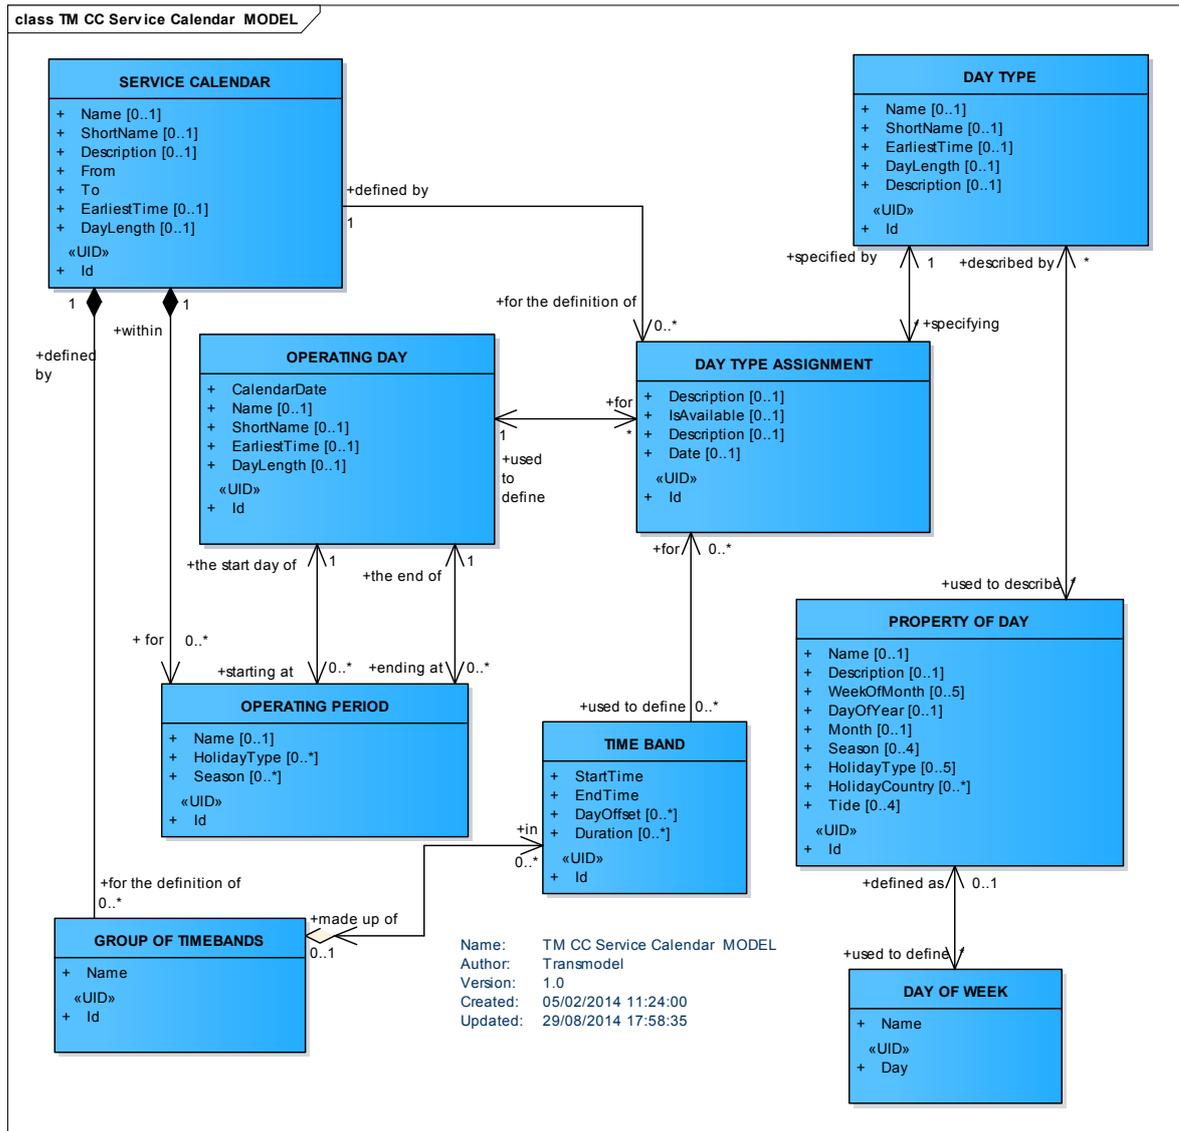 class TM CC Service Calendar MODEL
SERVICE CALENDAR
+ Name [0..1]
+ ShortName [0..1]
+ Description [0..1]
+ From
+ To
+ EarliestTime [0..1]
+ DayLength [0..1]
«UID»
+ Id
DAY TYPE
+ Name [0..1]
+ ShortName [0..1]
+ EarliestTime [0..1]
+ DayLength [0..1]
+ Description [0..1]
«UID»
+ Id
+defined by
1
+for the definition of
0..*
+specified by
1
+specifying
*
+described by
*
+used to describe
*
1
+defined
by
+within
1
OPERATING DAY
+ CalendarDate
+ Name [0..1]
+ ShortName [0..1]
+ EarliestTime [0..1]
+ DayLength [0..1]
«UID»
+ Id
DAY TYPE ASSIGNMENT
+ Description [0..1]
+ IsAvailable [0..1]
+ Description [0..1]
+ Date [0..1]
«UID»
+ Id
+for
*
1
+used
to
define
+the start day of
1
+the end of
1
+for
0..*
+ for
0..*
+starting at
0..*
+ending at
0..*
OPERATING PERIOD
+ Name [0..1]
+ HolidayType [0..*]
+ Season [0..*]
«UID»
+ Id
+used to define
0..*
TIME BAND
+ StartTime
+ EndTime
+ DayOffset [0..*]
+ Duration [0..*]
«UID»
+ Id
PROPERTY OF DAY
+ Name [0..1]
+ Description [0..1]
+ WeekOfMonth [0..5]
+ DayOfYear [0..1]
+ Month [0..1]
+ Season [0..4]
+ HolidayType [0..5]
+ HolidayCountry [0..*]
+ Tide [0..4]
«UID»
+ Id
+in
0..*
+for the definition of
0..*
+made up of
0..1
+defined as
0..1
+used to define
*
GROUP OF TIMEBANDS
+ Name
«UID»
+ Id
Name: TM CC Service Calendar MODEL
Author: Transmodel
Version: 1.0
Created: 05/02/2014 11:24:00
Updated: 29/08/2014 17:58:35
DAY OF WEEK
+ Name
«UID»
+ Day